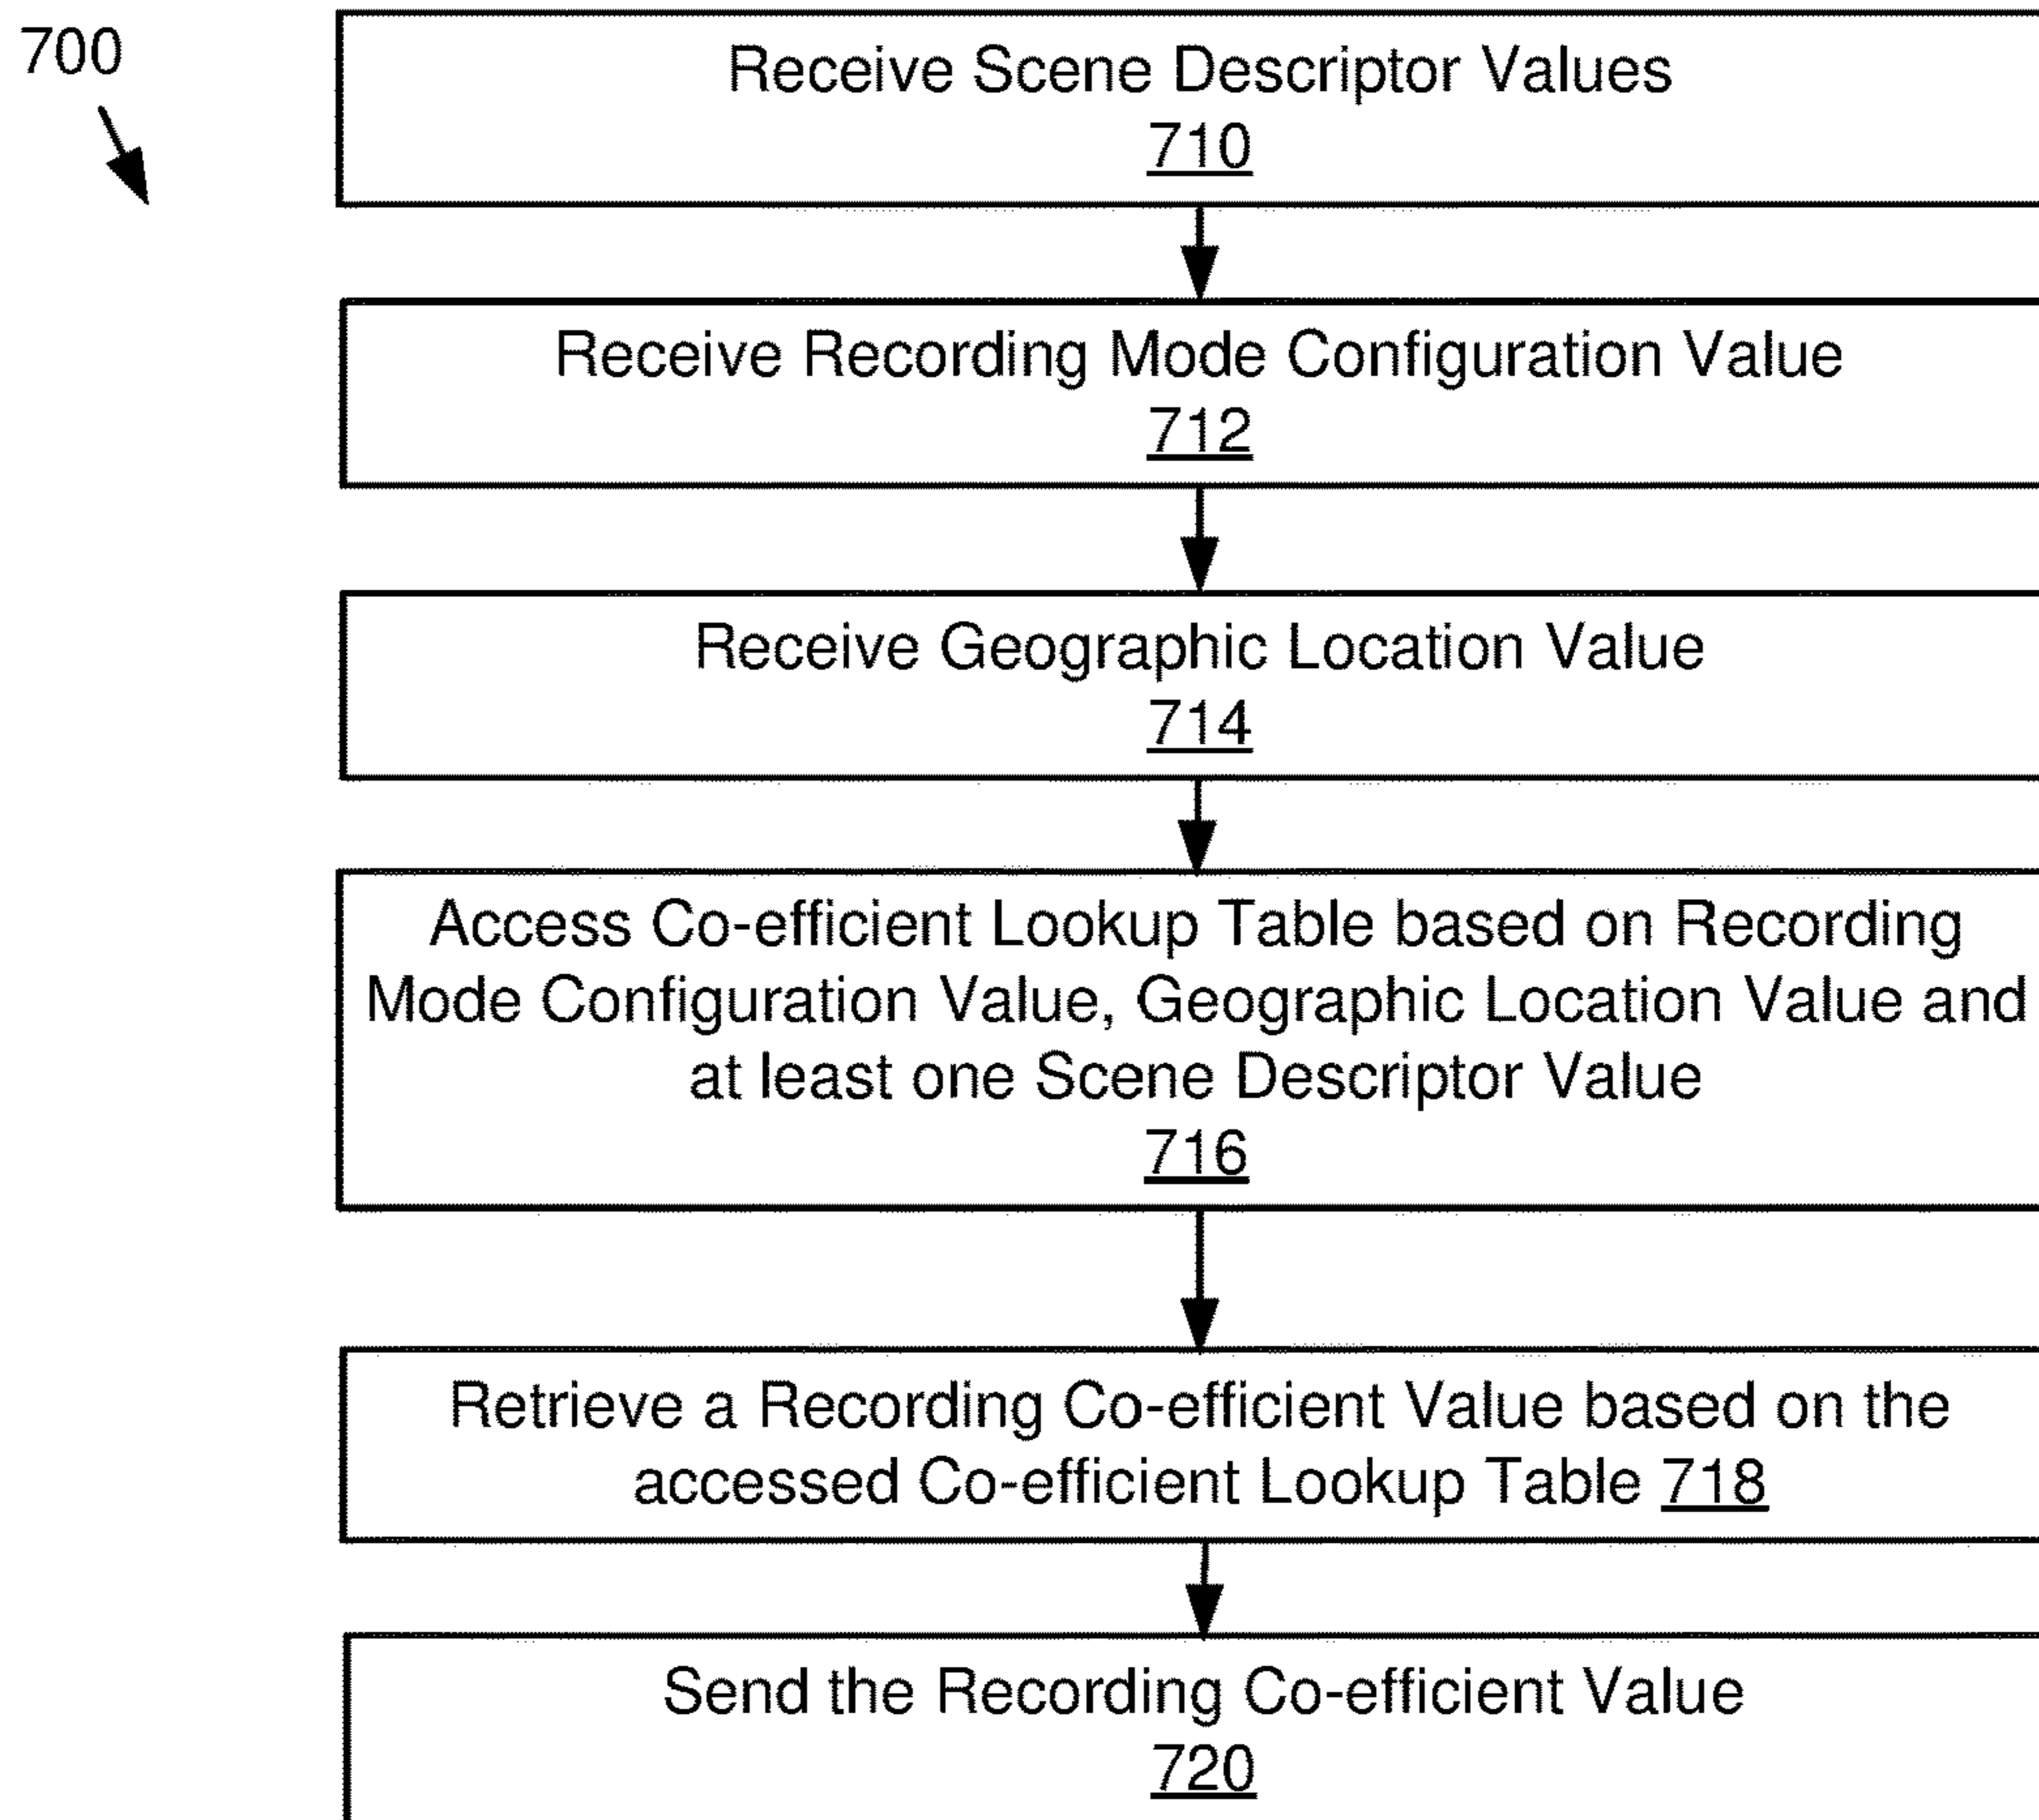 700
Receive Scene Descriptor Values
710
Receive Recording Mode Configuration Value
712
Receive Geographic Location Value
714
Access Co-efficient Lookup Table based on Recording
Mode Configuration Value, Geographic Location Value and
at least one Scene Descriptor Value
716
Retrieve a Recording Co-efficient Value based on the
accessed Co-efficient Lookup Table 718
Send the Recording Co-efficient Value
720